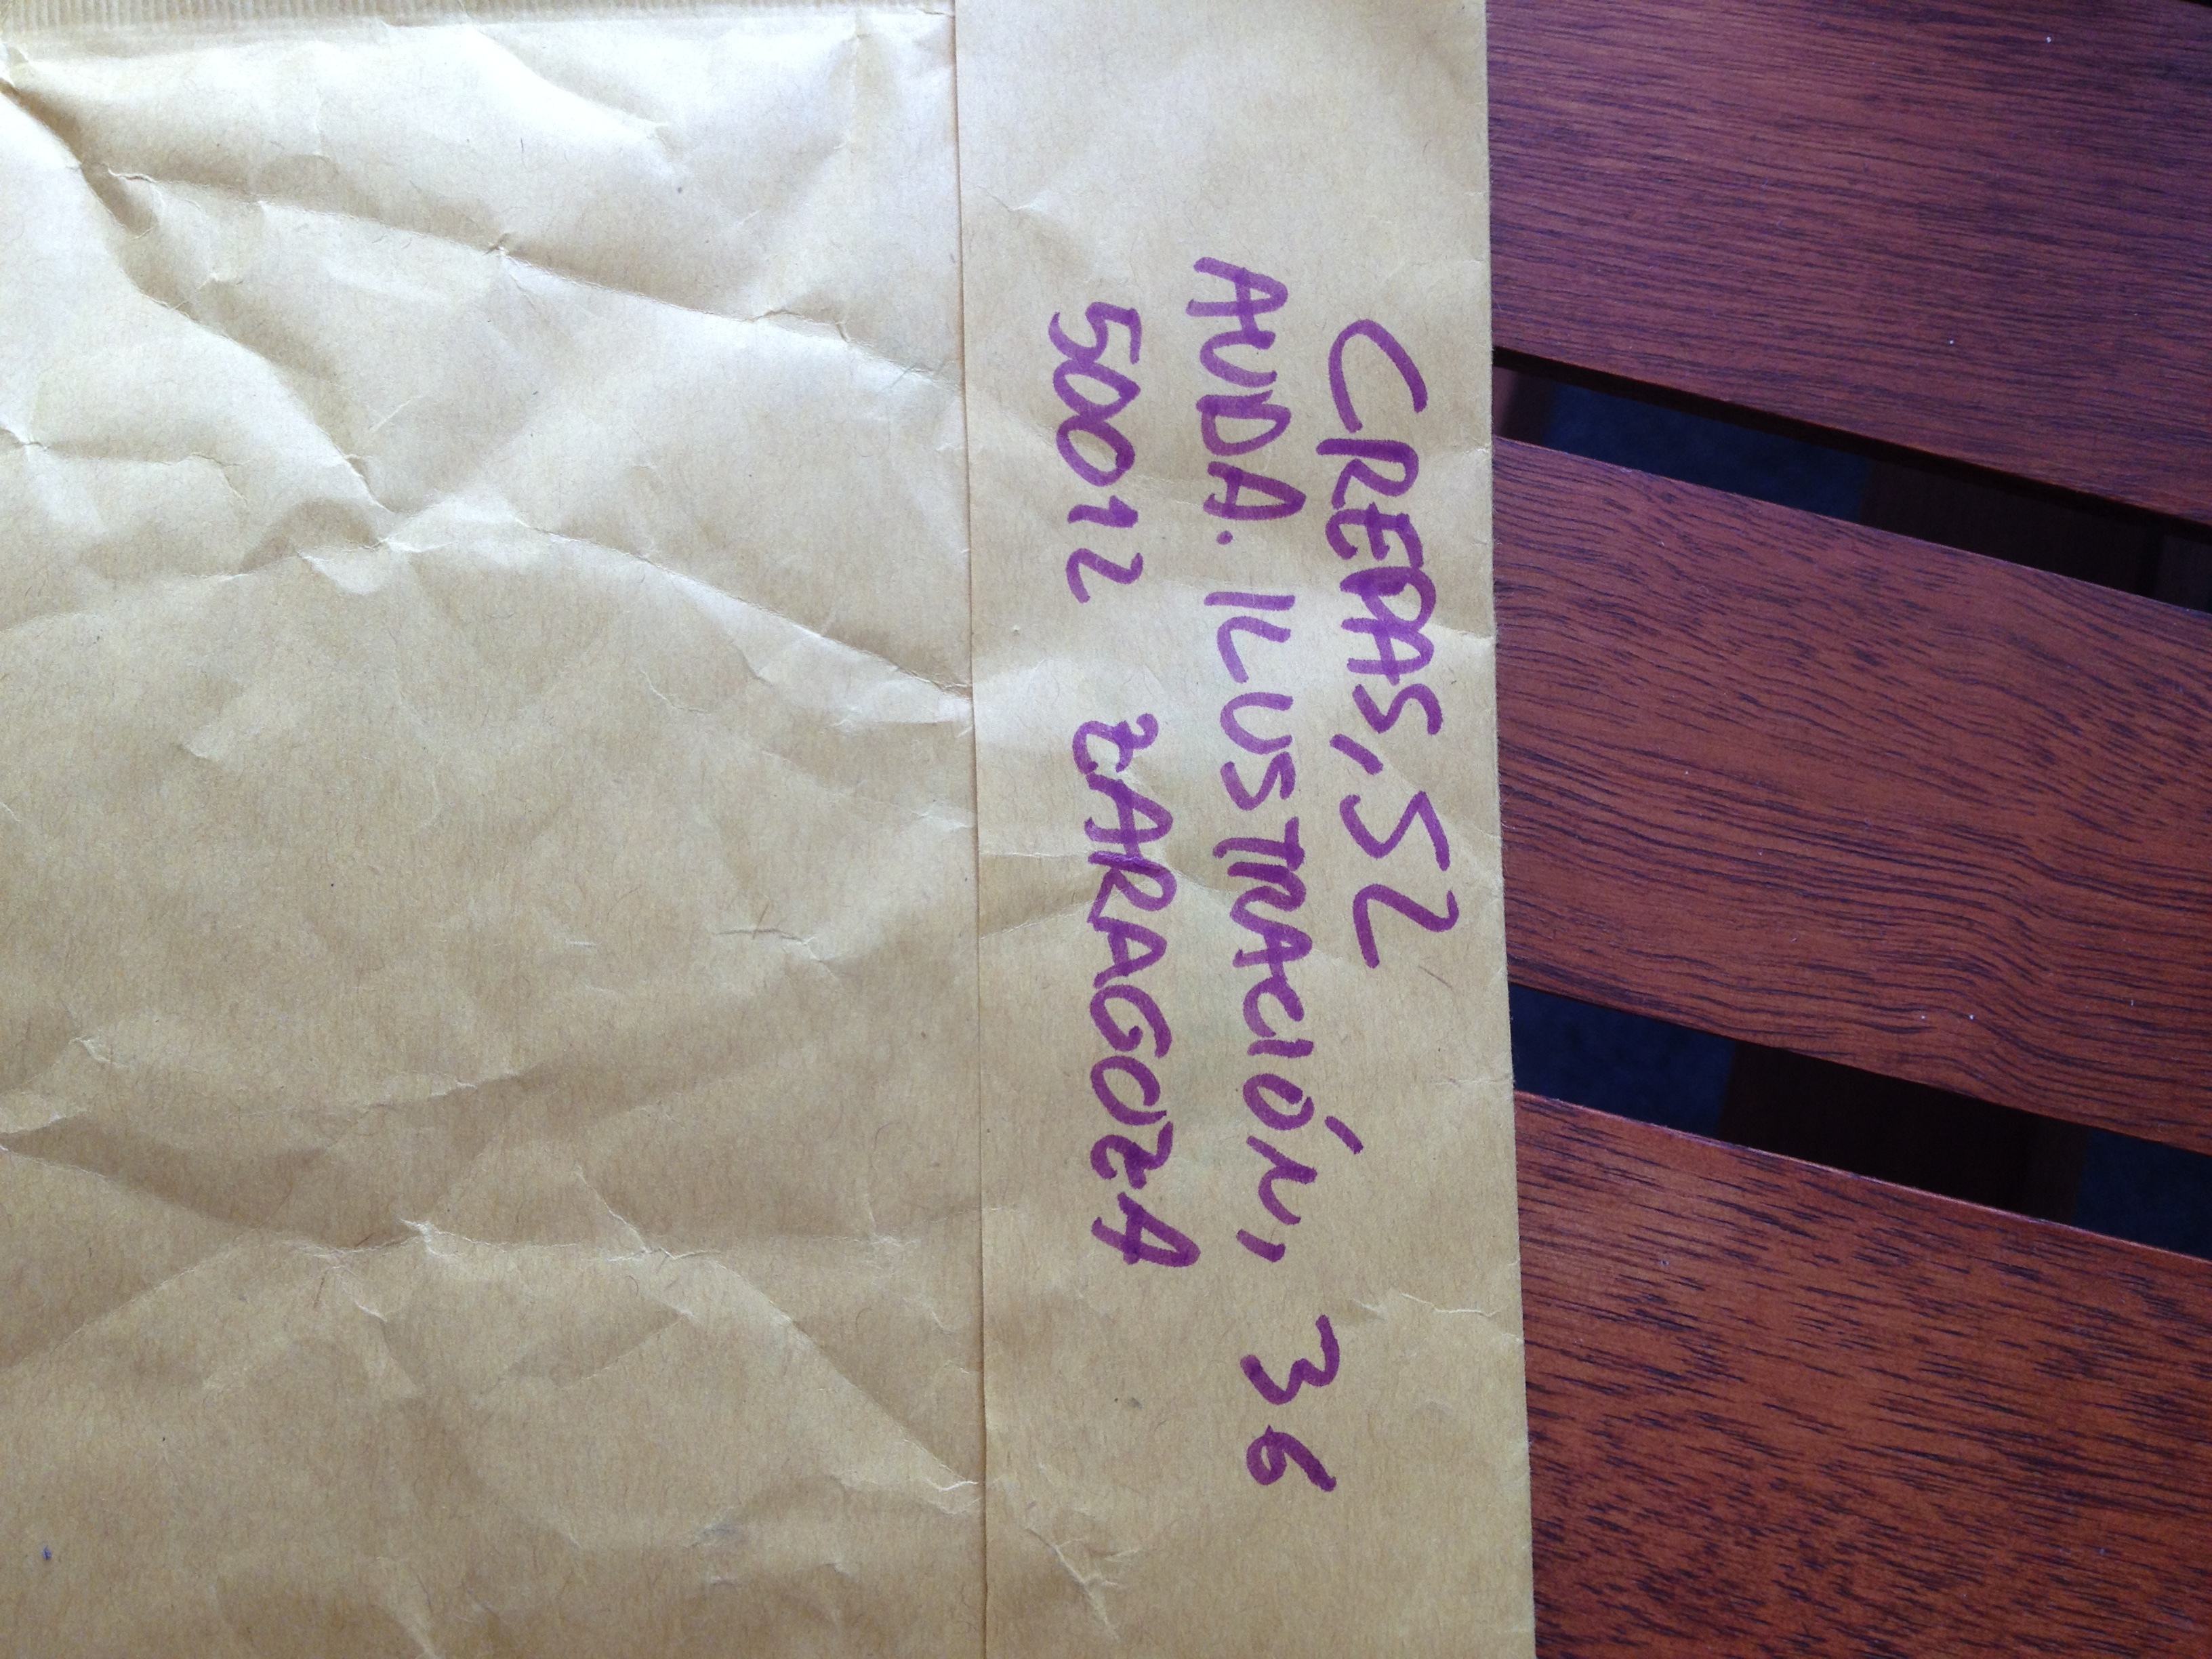 CREPAS, SL
AVDA. ILUSTRACIÓN, 36
50012 ZARAGOZA